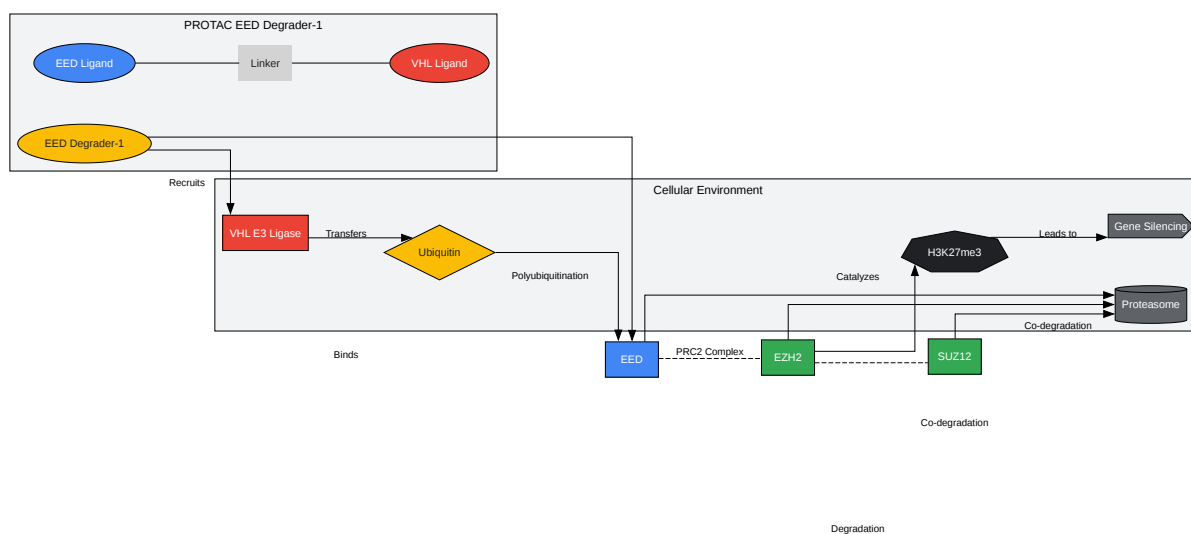 PROTAC EED Degrader-1
EED Ligand
Linker
VHL Ligand
EED Degrader-1
Recruits
Cellular Environment
VHL E3 Ligase
Transfers
Ubiquitin
Polyubiquitination
H3K27me3
Leads to
Gene Silencing
Catalyzes
Proteasome
Co-degradation
Binds
EED
PRC2 Complex
EZH2
SUZ12
Co-degradation
Degradation